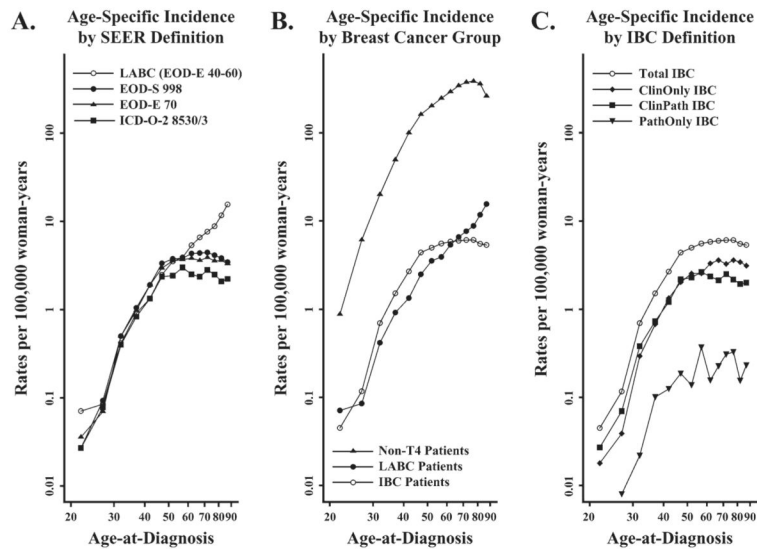 A.
Age-Specific Incidence
by SEER Definition
LABC (EOD-E 40-60)
EOD-S 998
EOD-E 70
ICD-O-2 8530/3
Rates per 100,000 woman-years
100
10
1
0.1
0.01
20 30 40 50 60 70 80 90
Age-at-Diagnosis
B.
Age-Specific Incidence
by Breast Cancer Group
Rates per 100,000 woman-years
100
10
1
0.1
0.01
Non-T4 Patients
LABC Patients
IBC Patients
20 30 40 50 60 70 80 90
Age-at-Diagnosis
C.
Age-Specific Incidence
by IBC Definition
Total IBC
ClinOnly IBC
ClinPath IBC
PathOnly IBC
Rates per 100,000 woman-years
100
10
1
0.1
0.01
20 30 40 50 60 70 80 90
Age-at-Diagnosis